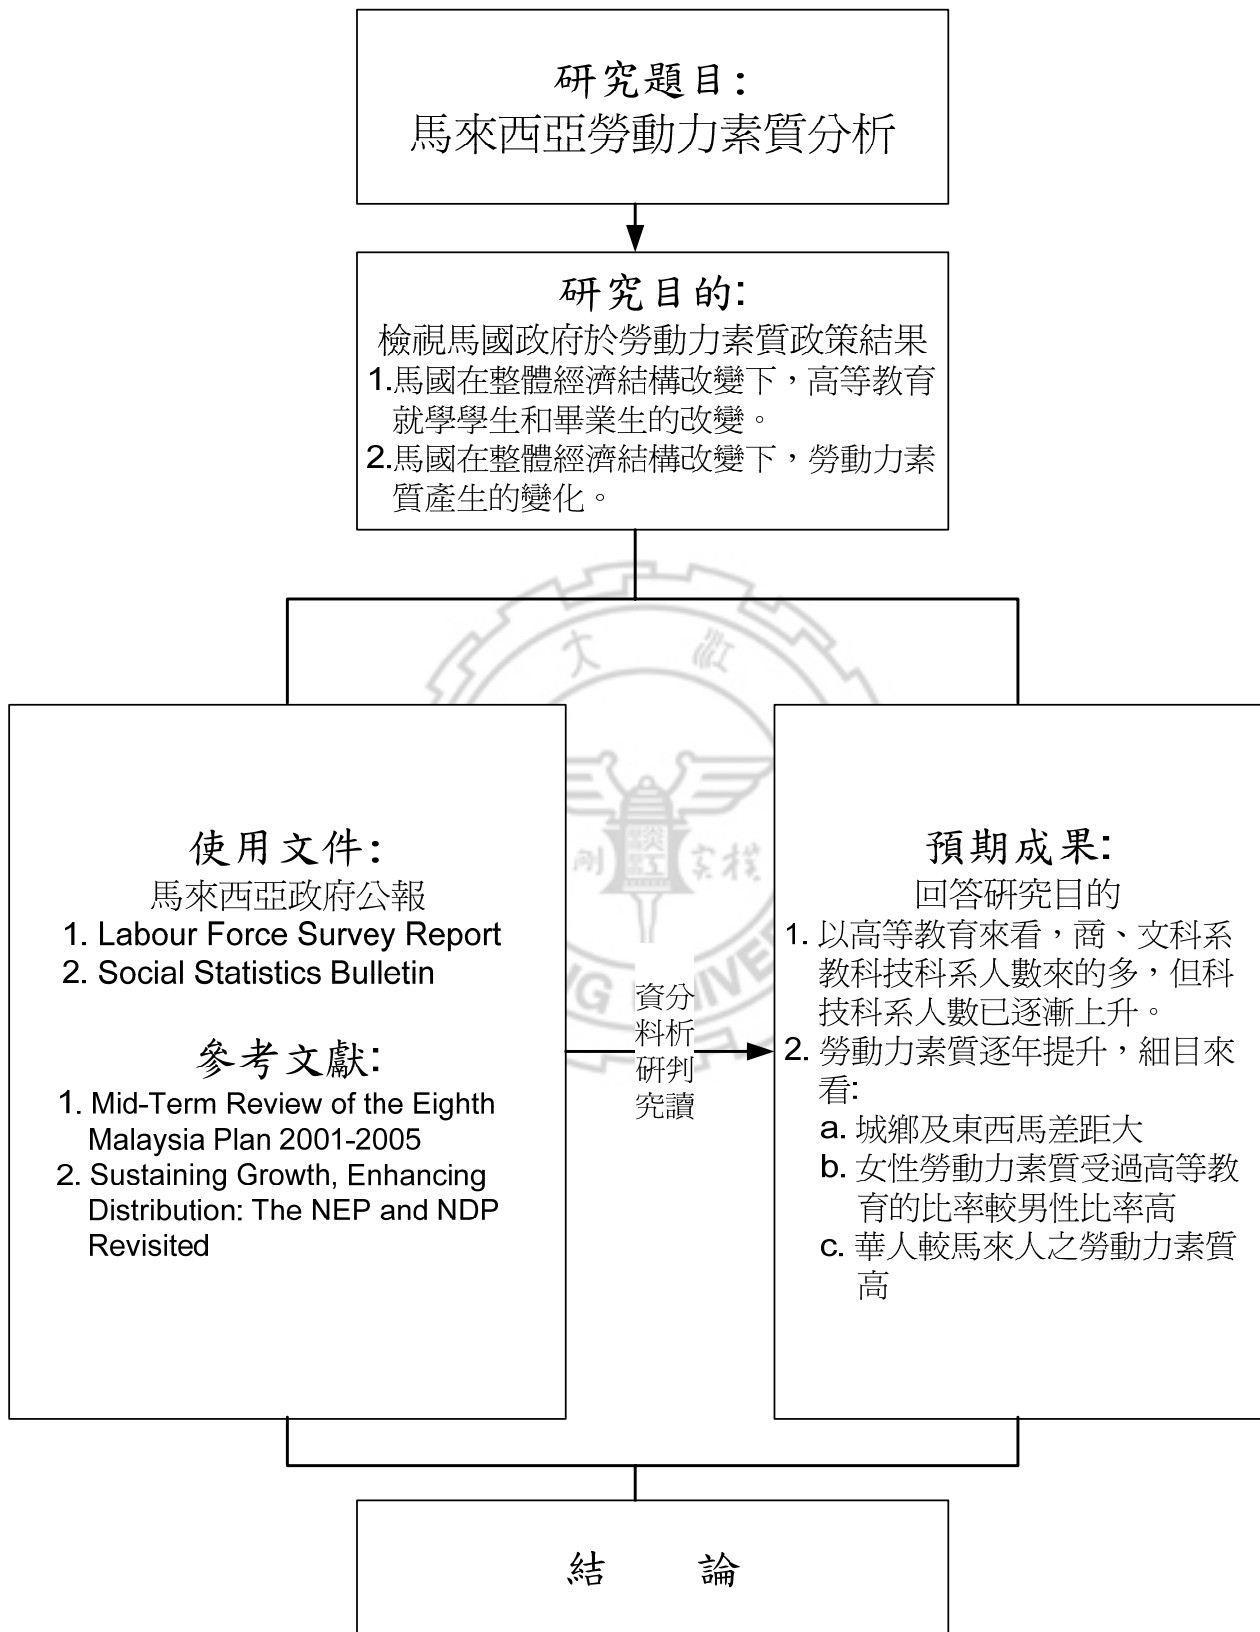 研究題目:
馬來西亞勞動力素質分析
研究目的:
檢視馬國政府於勞動力素質政策結果
1.馬國在整體經濟結構改變下，高等教育
就學學生和畢業生的改變。
2.馬國在整體經濟結構改變下，勞動力素
質產生的變化。
大 江
剛 實樸
淡江
NG UNIVE
使用文件:
馬來西亞政府公報
1. Labour Force Survey Report
2. Social Statistics Bulletin
參考文獻:
1. Mid-Term Review of the Eighth
Malaysia Plan 2001-2005
2. Sustaining Growth, Enhancing
Distribution: The NEP and NDP
Revisited
資分
料析
研判
究讀
預期成果:
回答研究目的
1. 以高等教育來看，商、文科系
教科技科系人數來的多，但科
技科系人數已逐漸上升。
2. 勞動力素質逐年提升，細目來
看:
a. 城鄉及東西馬差距大
b. 女性勞動力素質受過高等教
育的比率較男性比率高
c. 華人較馬來人之勞動力素質
高
結 論